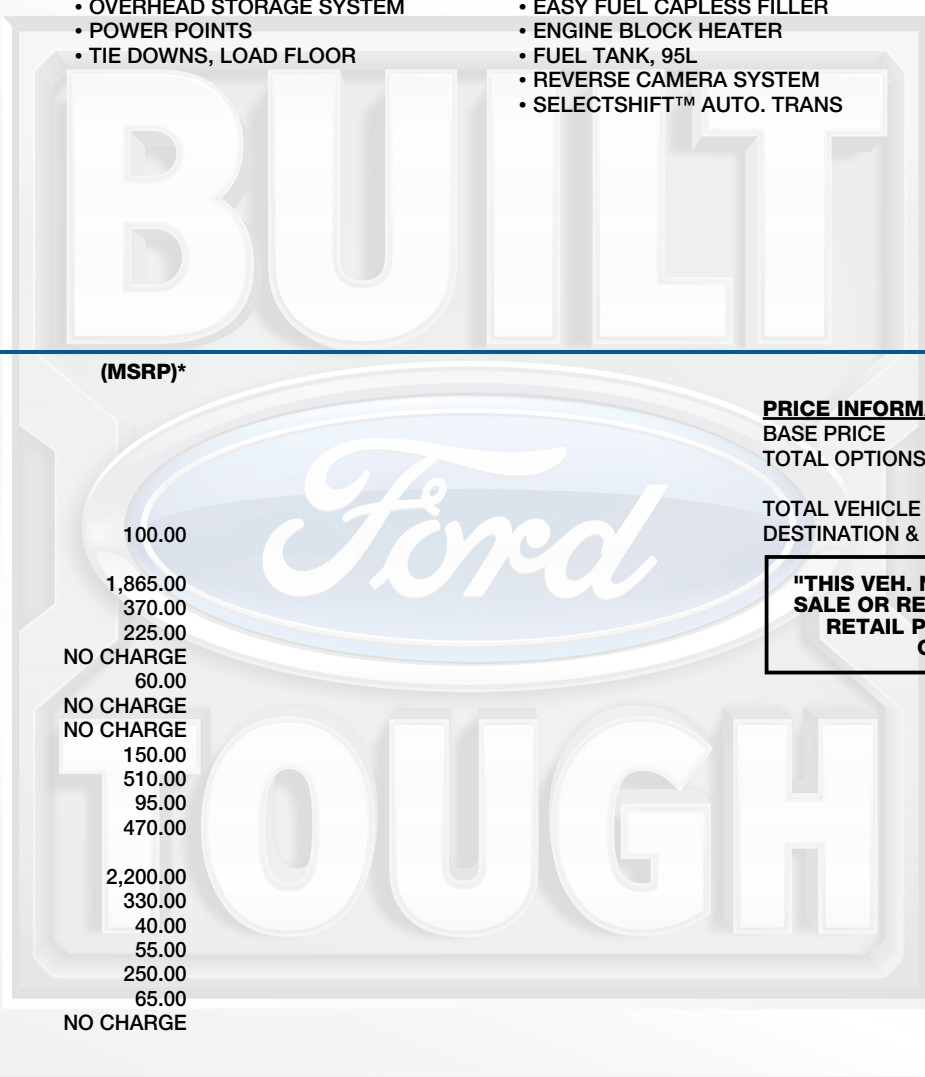 • OVERHEAD STORAGE SYSTEM
• POWER POINTS
• TIE DOWNS, LOAD FLOOR
• EASY FUEL CAPLESS FILLER
• ENGINE BLOCK HEATER
• FUEL TANK, 95L
• REVERSE CAMERA SYSTEM
• SELECTSHIFT™ AUTO. TRANS
BUILT
Ford
TOUGH
(MSRP)*
100.00
1,865.00
370.00
225.00
NO CHARGE
60.00
NO CHARGE
NO CHARGE
150.00
510.00
95.00
470.00
2,200.00
330.00
40.00
55.00
250.00
65.00
NO CHARGE
PRICE INFORM
BASE PRICE
TOTAL OPTIONS
TOTAL VEHICLE
DESTINATION &
"THIS VEH.
SALE OR RE
RETAIL P